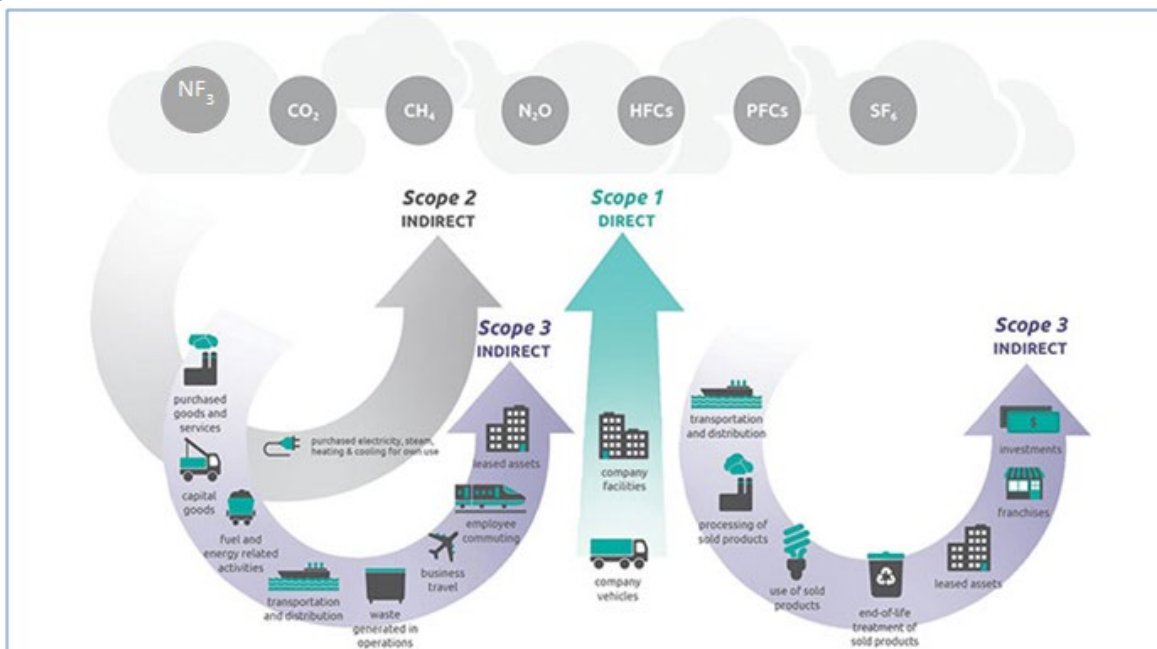 NF₃
CO₂
CH₄
N₂O
HFCs
PFCs
SF₆
Scope 2
INDIRECT
Scope 1
DIRECT
Scope 3
INDIRECT
Scope 3
INDIRECT
purchased
goods and
services
capital
goods
fuel and
energy related
activities
transportation
and distribution
waste
generated in
operations
business
travel
employee
commuting
leased assets
purchased electricity, steam,
heating & cooling for own use
company
facilities
company
vehicles
transportation
and distribution
processing of
sold products
use of sold
products
end-of-life
treatment of
sold products
leased assets
franchises
$
investments